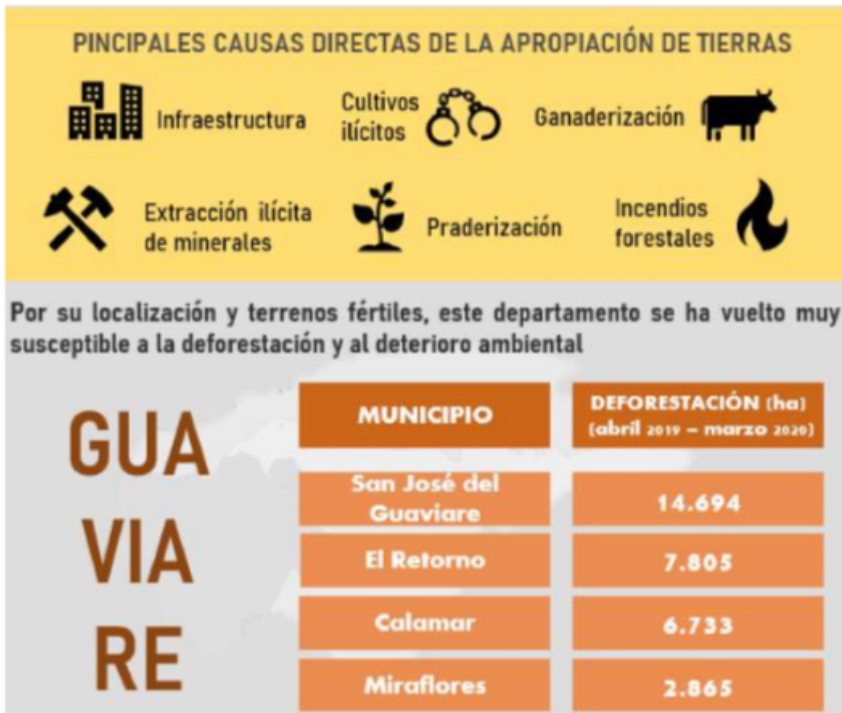 PINCIPALES CAUSAS DIRECTAS DE LA APROPIACIÓN DE TIERRAS
Infraestructura
Cultivos
ilícitos
Ganaderización
Extracción ilícita
de minerales
Praderización
Incendios
forestales
Por su localización y terrenos fértiles, este departamento se ha vuelto muy
susceptible a la deforestación y al deterioro ambiental
GUA
VIA
RE
MUNICIPIO
DEFORESTACIÓN (ha)
(abril 2019 – marzo 2020)
San José del
Guaviare
14.694
El Retorno
7.805
Calamar
6.733
Miraflores
2.865